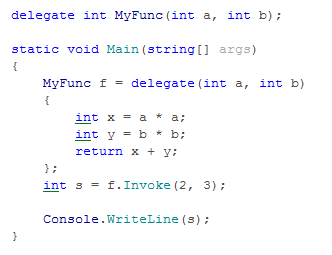 delegate int MyFunc(int a, int b);
static void Main(string[] args)
{
MyFunc f = delegate(int a, int b)
{
int x = a * a;
int y = b * b;
return x + y;
};
int s = f.Invoke(2, 3);
Console.WriteLine(s);
}